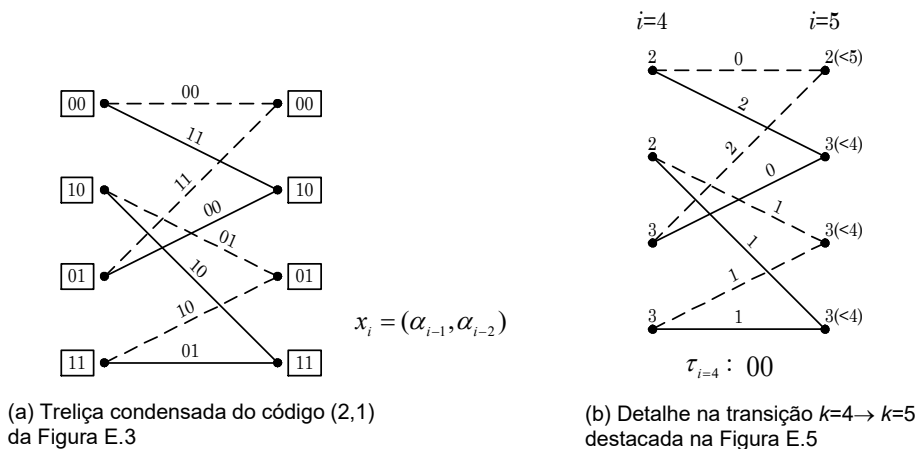 i=4 i=5
2 0 2(<5)
00 00 00
2
11
2 2 3(<4)
10 11 10
0
00
01
1
01 10 01
3 1 3(<4)
10
1
x_i = (α_{i-1}, α_{i-2})
11 01 11
3 1 3(<4)
τ_{i=4} : 00
(a) Treliça condensada do código (2,1)
da Figura E.3
(b) Detalhe na transição k=4→ k=5
destacada na Figura E.5